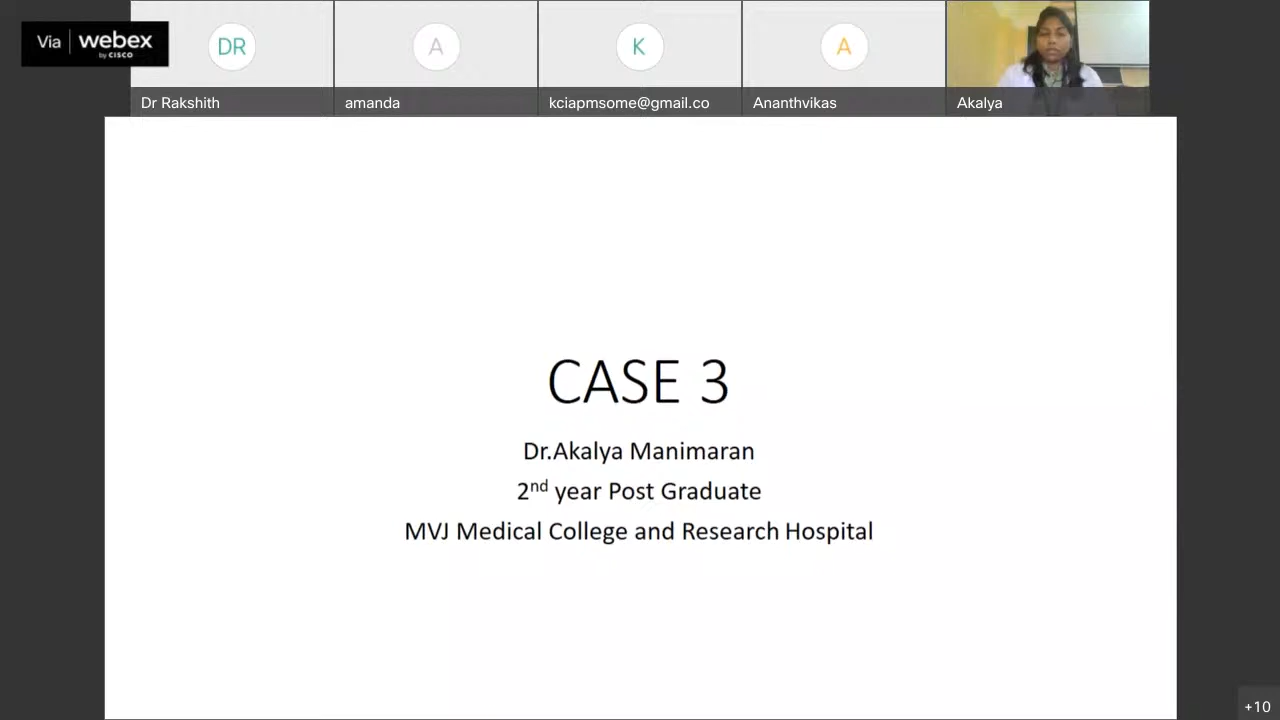 Via webex
by CISCO
DR
A
K
A
Dr Rakshith
amanda
kciapmsome@gmail.co
Ananthvikas
Akalya
CASE 3
Dr.Akalya Manimaran
2nd year Post Graduate
MVJ Medical College and Research Hospital
+10